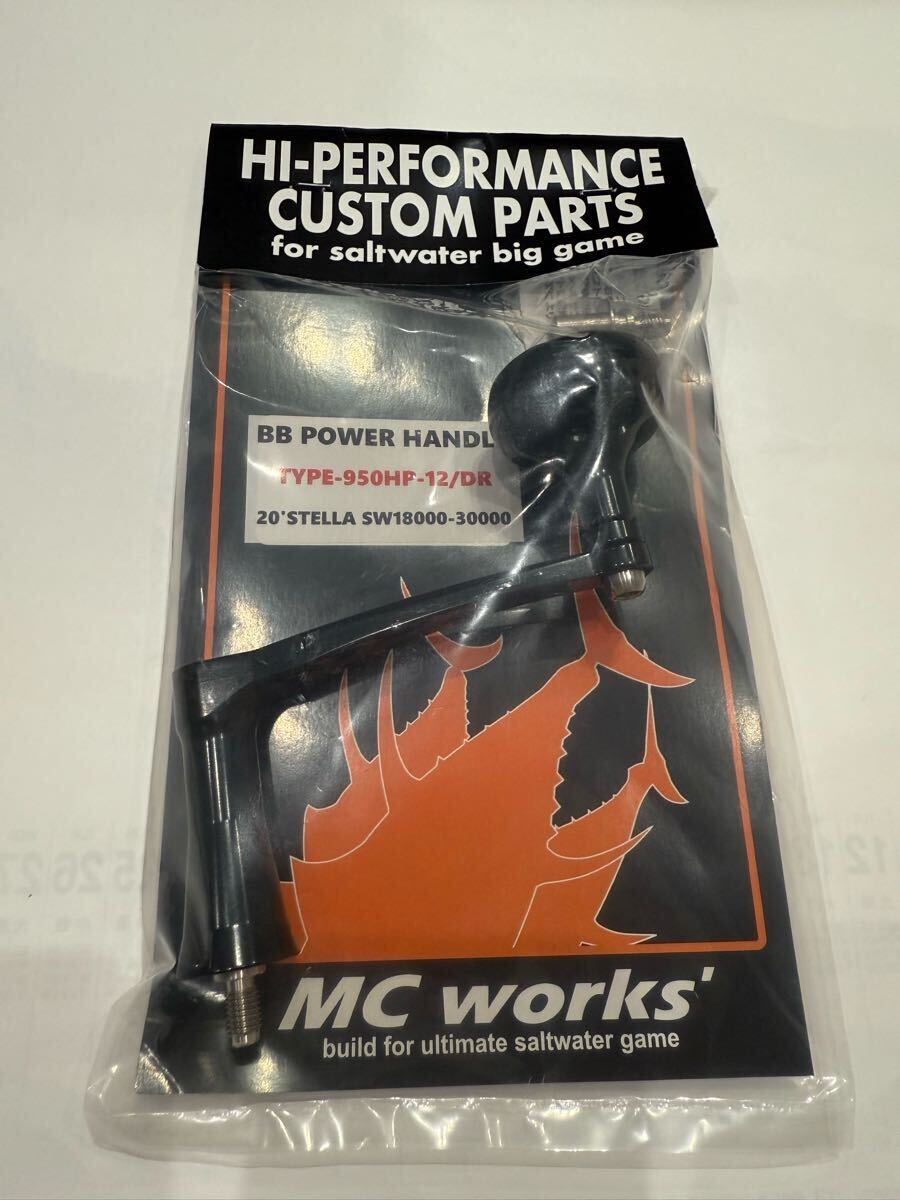 HI-PERFORMANCE
CUSTOM PARTS
for saltwater big game
BB POWER HANDL
TYPE-950HP-12/DR
20'STELLA SW18000-30000
MC works'
build for ultimate saltwater game